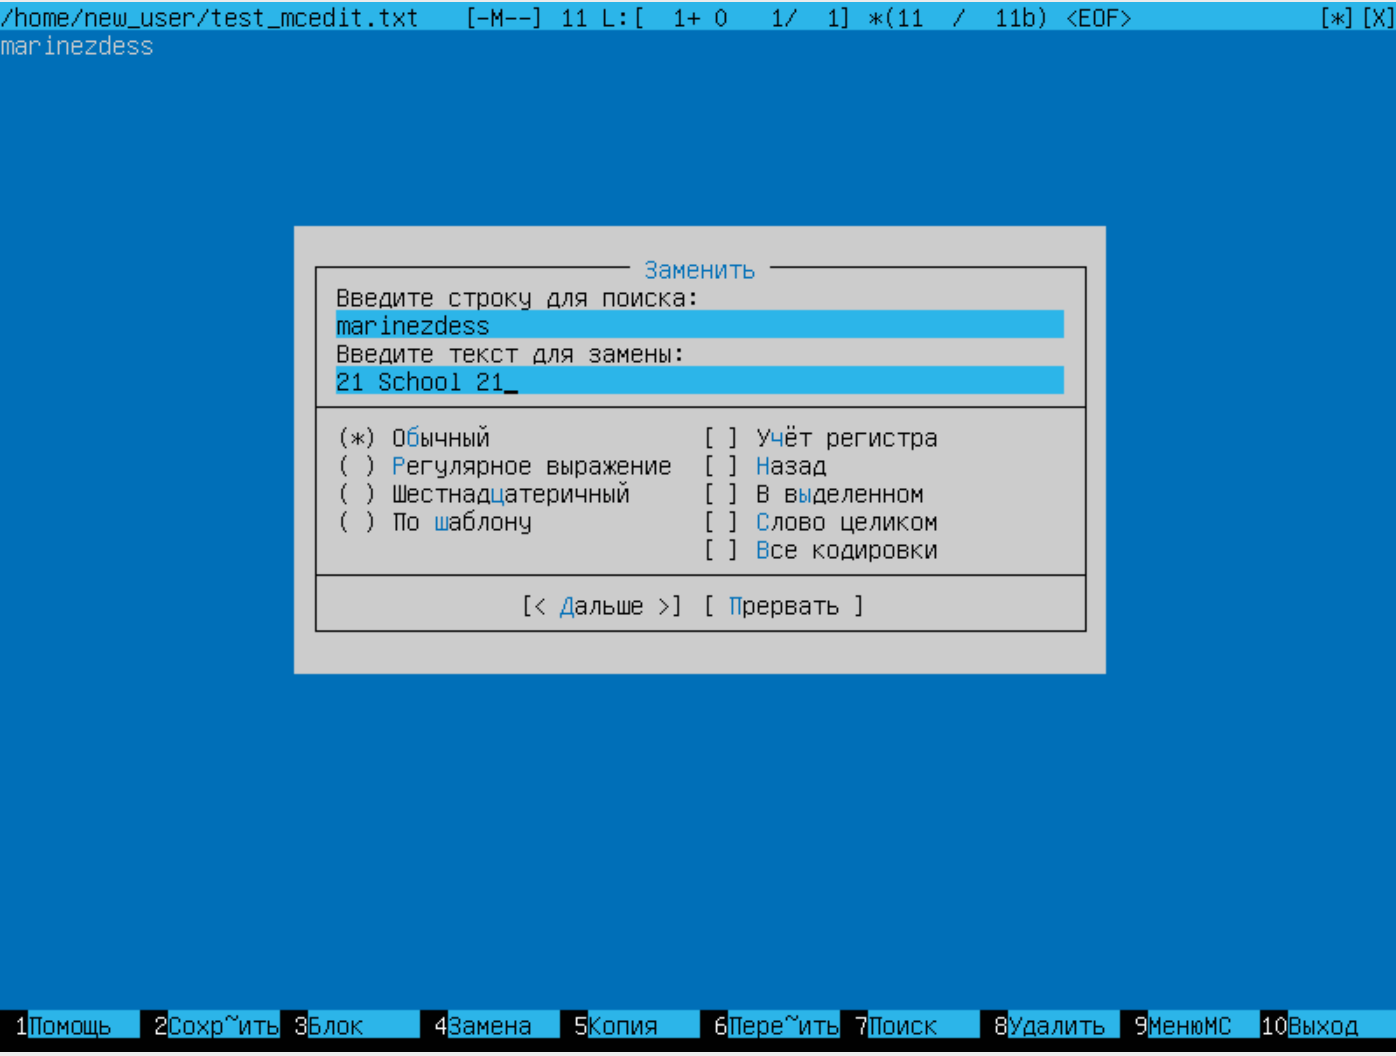 /home/new_user/test_mcedit.txt [-M--] 11 L:[ 1+ 0 1/ 1] *(11 / 11b) <EOF> [*][X]
marinezdess
Заменить
Введите строку для поиска:
marinezdess
Введите текст для замены:
21 School 21_
(*) Обычный [ ] Учёт регистра
( ) Регулярное выражение [ ] Назад
( ) Шестнадцатеричный [ ] В выделенном
( ) По шаблону [ ] Слово целиком
[ ] Все кодировки
[< Дальше >] [ Прервать ]
1Помощь 2Сохр~ить 3Блок 4Замена 5Копия 6Пере~ить 7Поиск 8Удалить 9МенюMC 10Выход